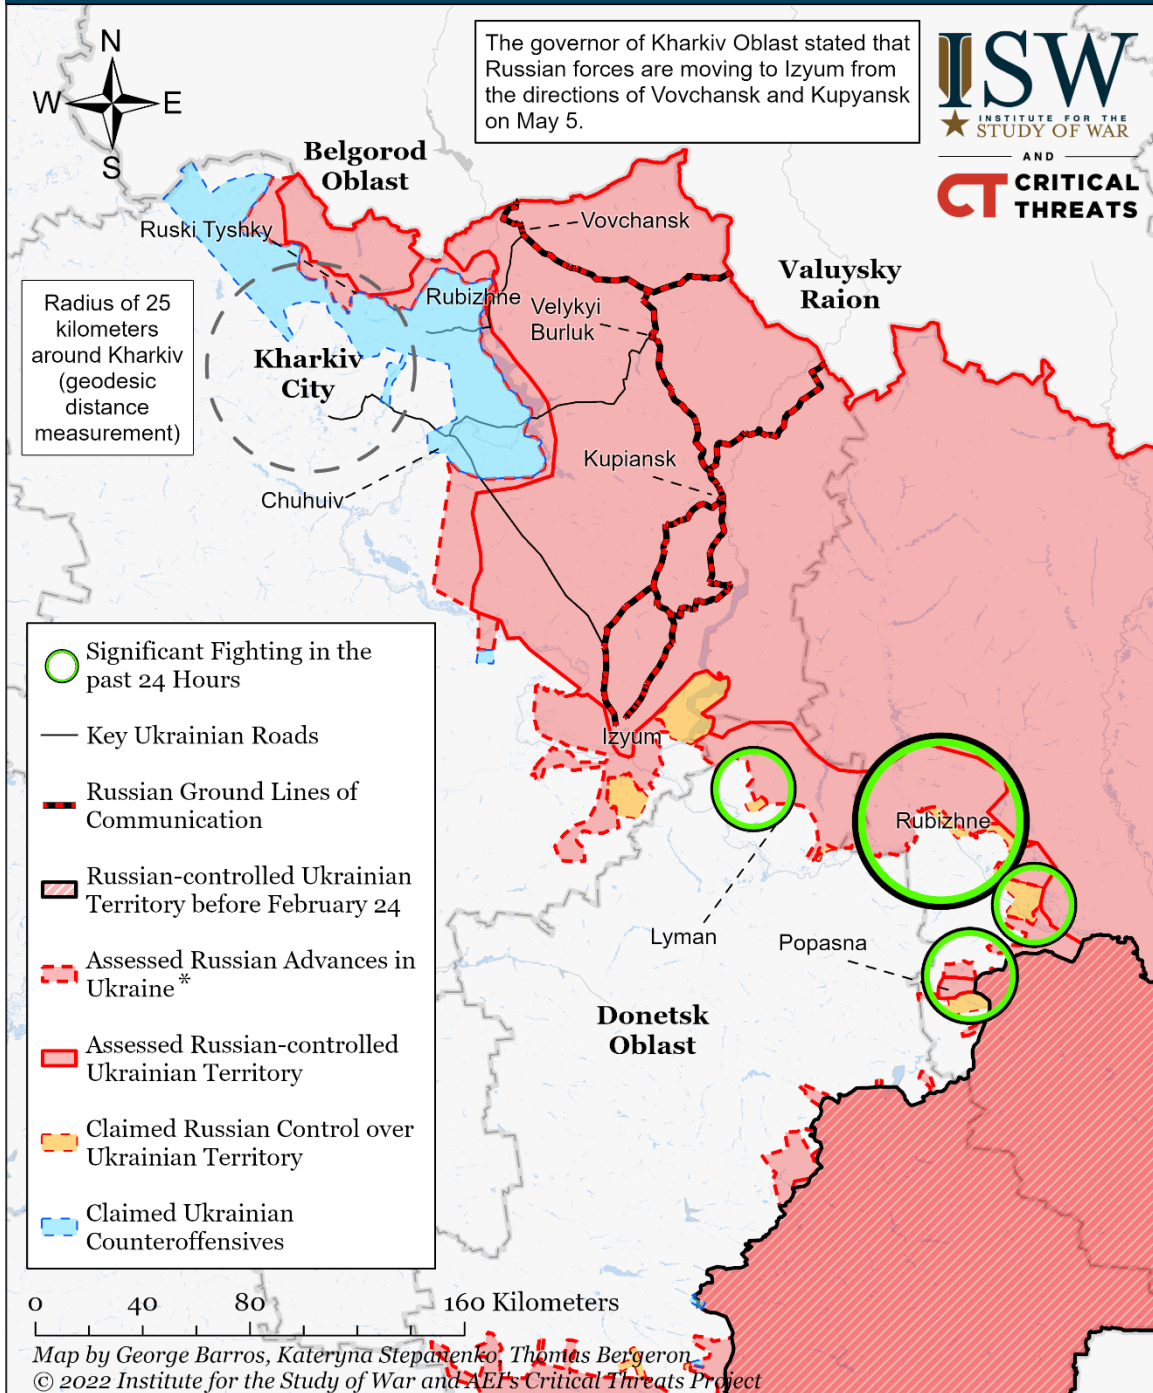 N
W
E
S
The governor of Kharkiv Oblast stated that
Russian forces are moving to Izyum from
the directions of Vovchansk and Kupyansk
on May 5.
ISW
INSTITUTE FOR THE
STUDY OF WAR
AND
CT CRITICAL
THREATS
Belgorod
Oblast
Ruski Tyshky
Vovchansk
Valuysky
Raion
Rubizhne
Velykyi
Burluk
Radius of 25
kilometers
around Kharkiv
(geodesic
distance
measurement)
Kharkiv
City
Kupiansk
Chuhuiv
Izyum
Rubizhne
Lyman
Popasna
Donetsk
Oblast
Significant Fighting in the
past 24 Hours
Key Ukrainian Roads
Russian Ground Lines of
Communication
Russian-controlled Ukrainian
Territory before February 24
Assessed Russian Advances in
Ukraine*
Assessed Russian-controlled
Ukrainian Territory
Claimed Russian Control over
Ukrainian Territory
Claimed Ukrainian
Counteroffensives
0 40 80 160 Kilometers
Map by George Barros, Kateryna Stepanenko, Thomas Bergeron
© 2022 Institute for the Study of War and AEI's Critical Threats Project